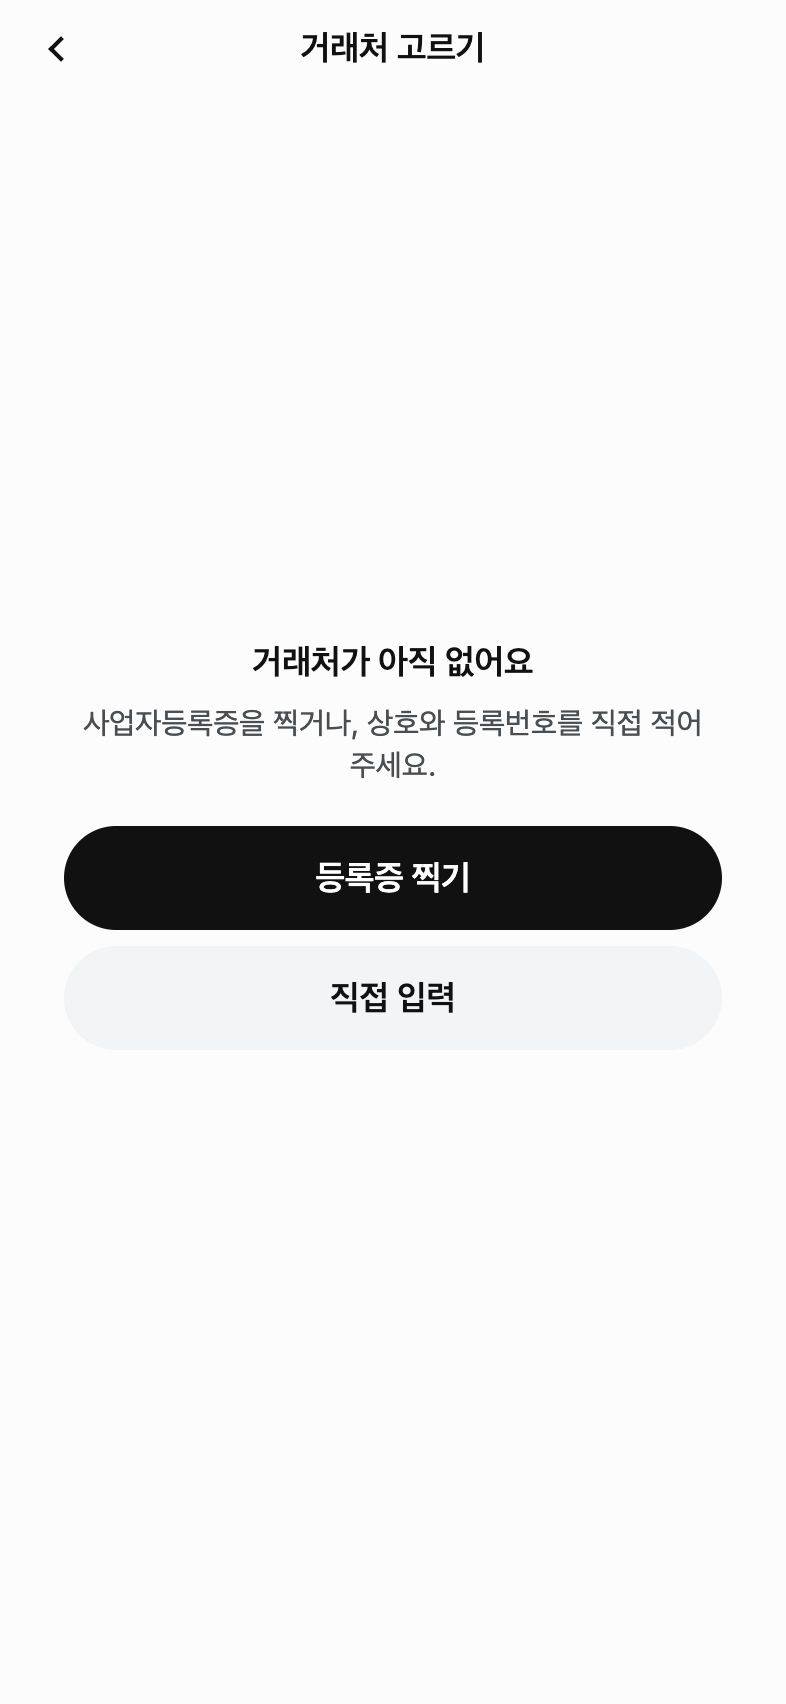 거래처 고르기
거래처가 아직 없어요
사업자등록증을 찍거나, 상호와 등록번호를 직접 적어
주세요.
등록증 찍기
직접 입력